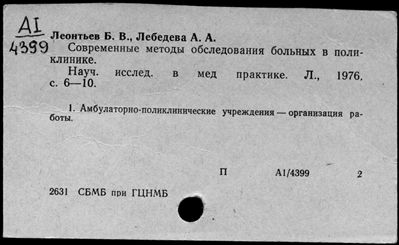 АI
4399
Леонтьев Б. В., Лебедева А. А.
Современные методы обследования больных в поли-
клинике.
Науч. исслед. в мед практике. Л., 1976,
с. 6—10.
1. Амбулаторно-поликлинические учреждения — организация ра-
боты.
П А1/4399 2
2631 СБМБ при ГЦНМБ